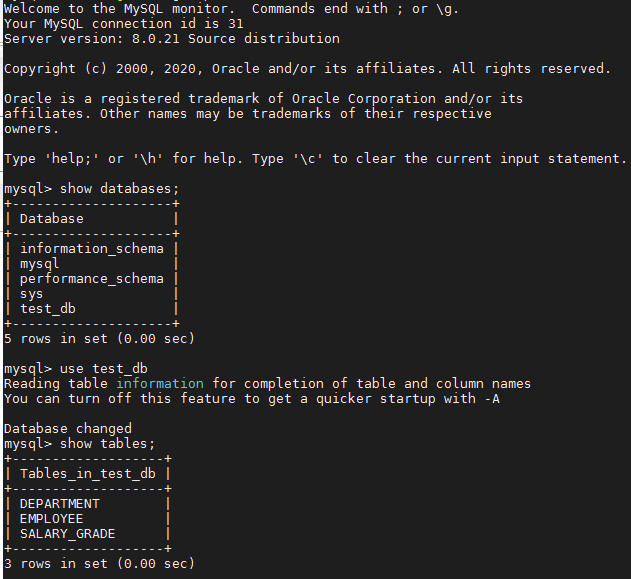 Welcome to the MySQL monitor.  Commands end with ; or \g.
Your MySQL connection id is 31
Server version: 8.0.21 Source distribution

Copyright (c) 2000, 2020, Oracle and/or its affiliates. All rights reserved.

Oracle is a registered trademark of Oracle Corporation and/or its
affiliates. Other names may be trademarks of their respective
owners.

Type 'help;' or '\h' for help. Type '\c' to clear the current input statement.

mysql> show databases;
+--------------------+
| Database           |
+--------------------+
| information_schema |
| mysql              |
| performance_schema |
| sys                |
| test_db            |
+--------------------+
5 rows in set (0.00 sec)

mysql> use test_db
Reading table information for completion of table and column names
You can turn off this feature to get a quicker startup with -A

Database changed
mysql> show tables;
+-------------------+
| Tables_in_test_db |
+-------------------+
| DEPARTMENT        |
| EMPLOYEE          |
| SALARY_GRADE      |
+-------------------+
3 rows in set (0.00 sec)